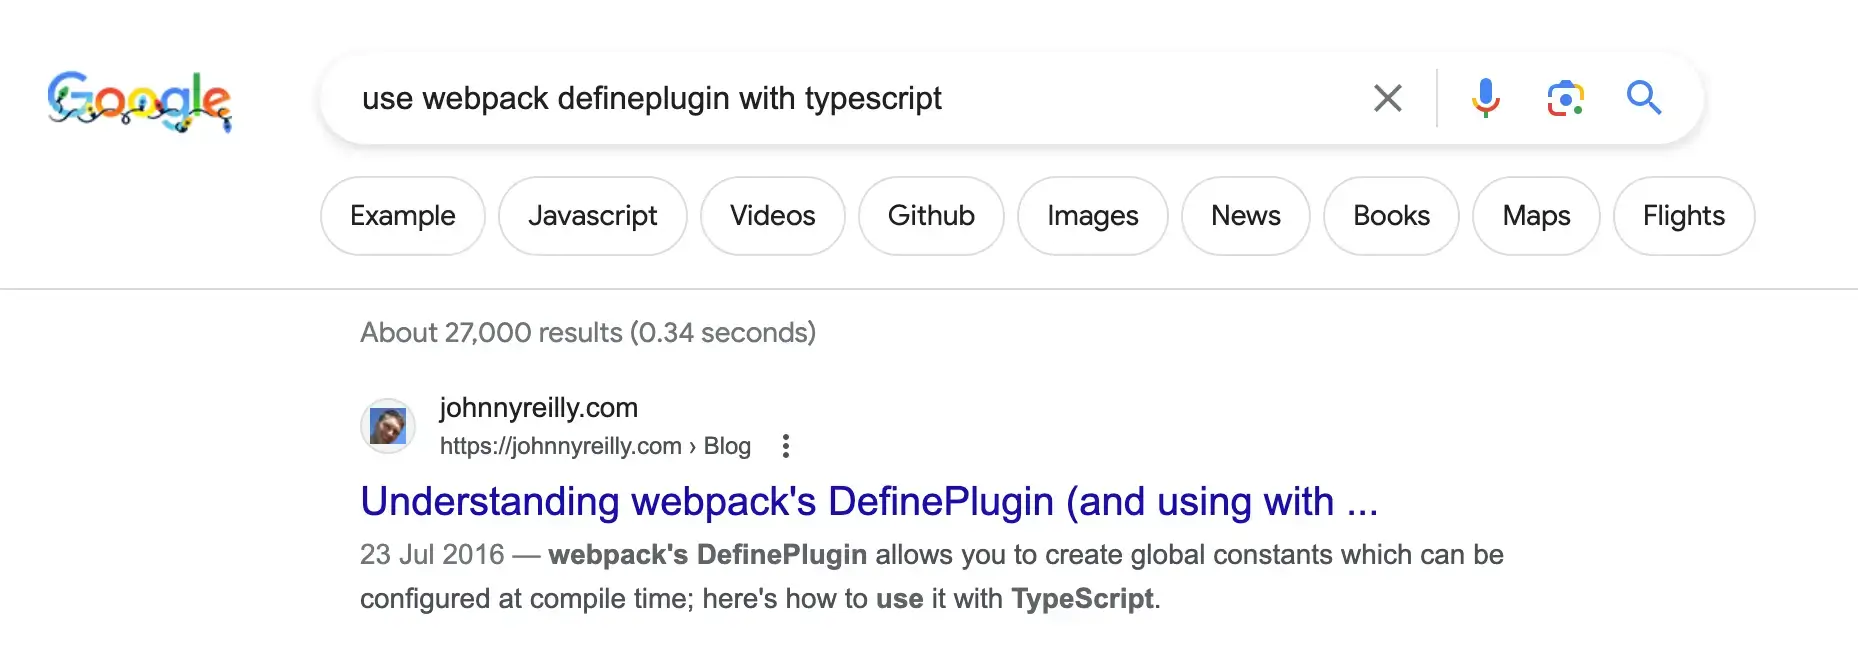 Google
use webpack defineplugin with typescript
Example Javascript Videos Github Images News Books Maps Flights
About 27,000 results (0.34 seconds)
johnnyreilly.com
https://johnnyreilly.com › Blog
Understanding webpack's DefinePlugin (and using with ...
23 Jul 2016 — webpack's DefinePlugin allows you to create global constants which can be
configured at compile time; here's how to use it with TypeScript.